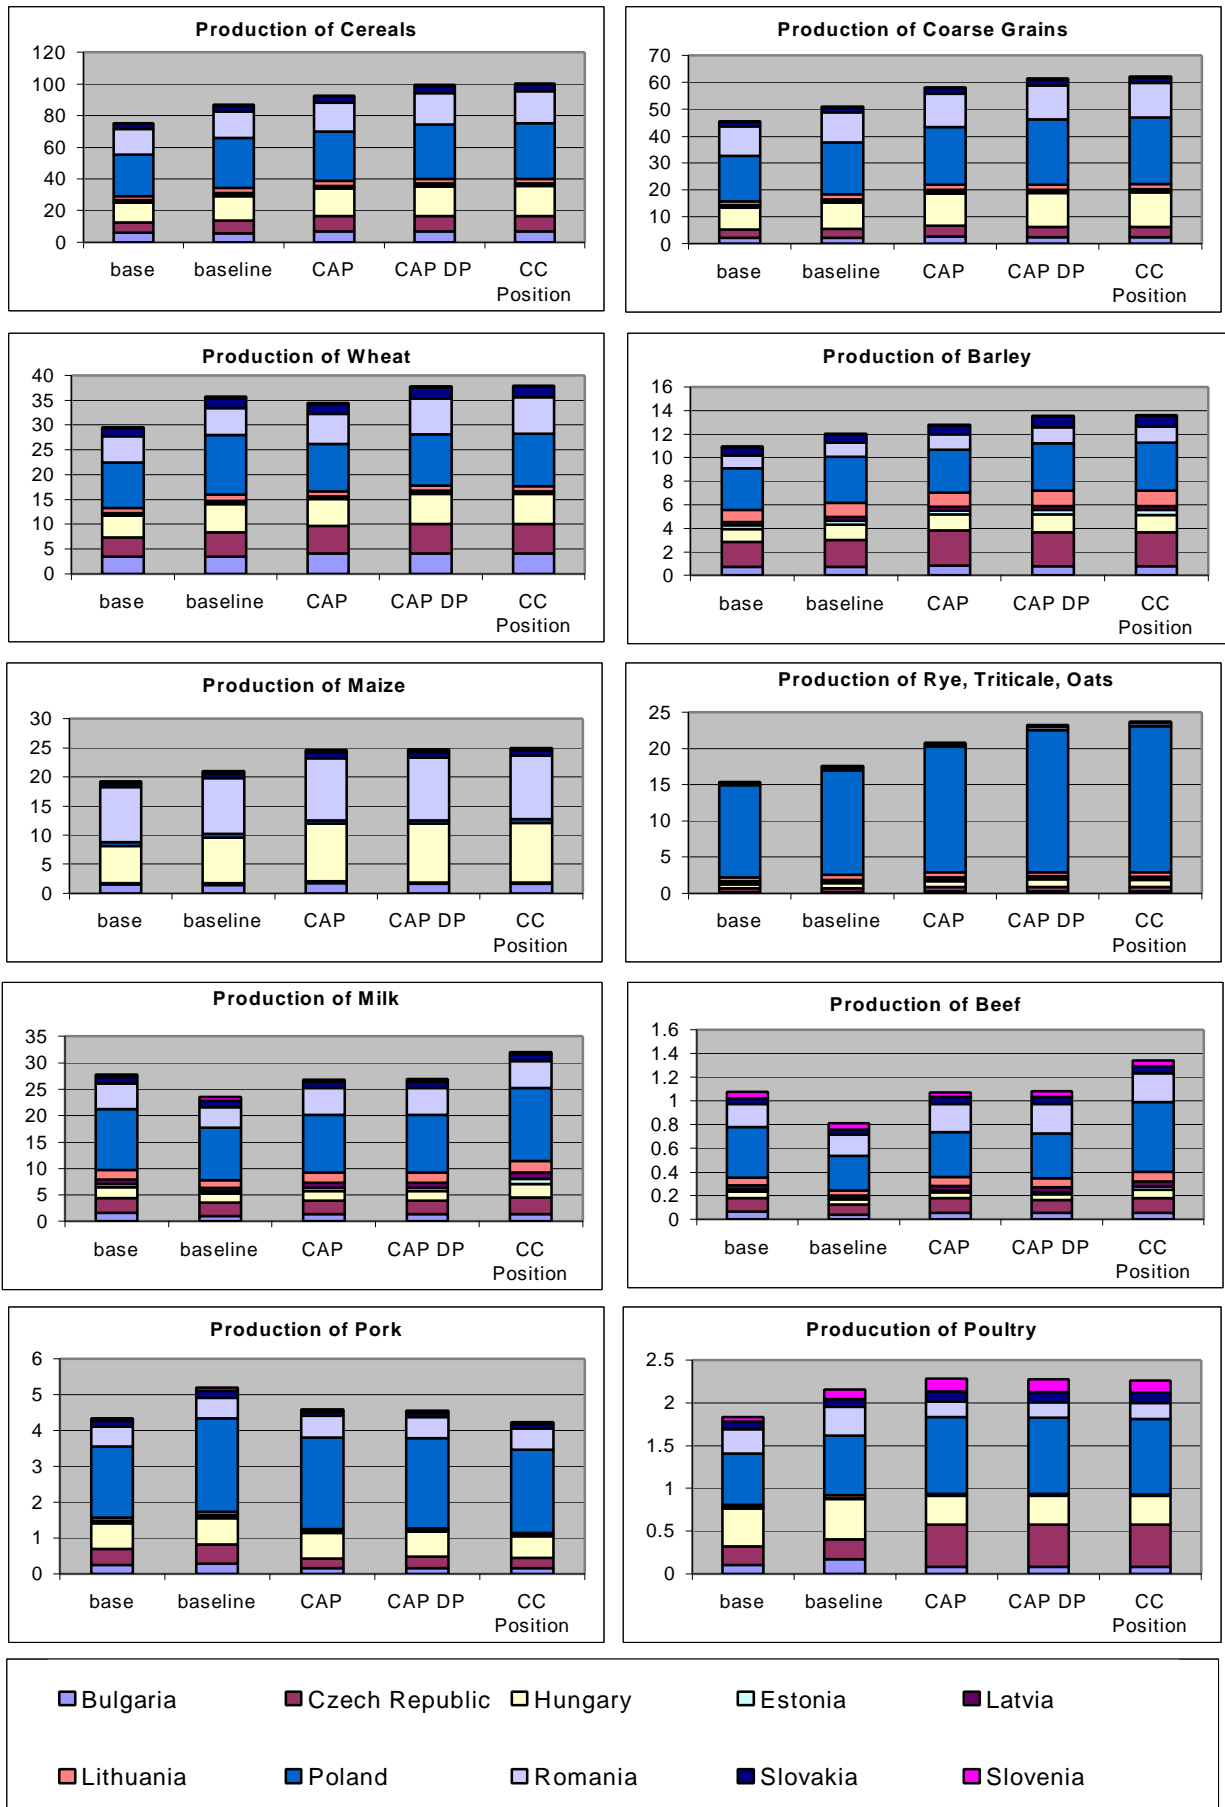 Production of Cereals
120
100
80
60
40
20
0
base baseline CAP CAP DP CC
Position
Production of Coarse Grains
70
60
50
40
30
20
10
0
base baseline CAP CAP DP CC
Position
Production of Wheat
40
35
30
25
20
15
10
5
0
base baseline CAP CAP DP CC
Position
Production of Barley
16
14
12
10
8
6
4
2
0
base baseline CAP CAP DP CC
Position
Production of Maize
30
25
20
15
10
5
0
base baseline CAP CAP DP CC
Position
Production of Rye, Triticale, Oats
25
20
15
10
5
0
base baseline CAP CAP DP CC
Position
Production of Milk
35
30
25
20
15
10
5
0
base baseline CAP CAP DP CC
Position
Production of Beef
1.6
1.4
1.2
1
0.8
0.6
0.4
0.2
0
base baseline CAP CAP DP CC
Position
Production of Pork
6
5
4
3
2
1
0
base baseline CAP CAP DP CC
Position
Producution of Poultry
2.5
2
1.5
1
0.5
0
base baseline CAP CAP DP CC
Position
Bulgaria Czech Republic Hungary Estonia Latvia
Lithuania Poland Romania Slovakia Slovenia